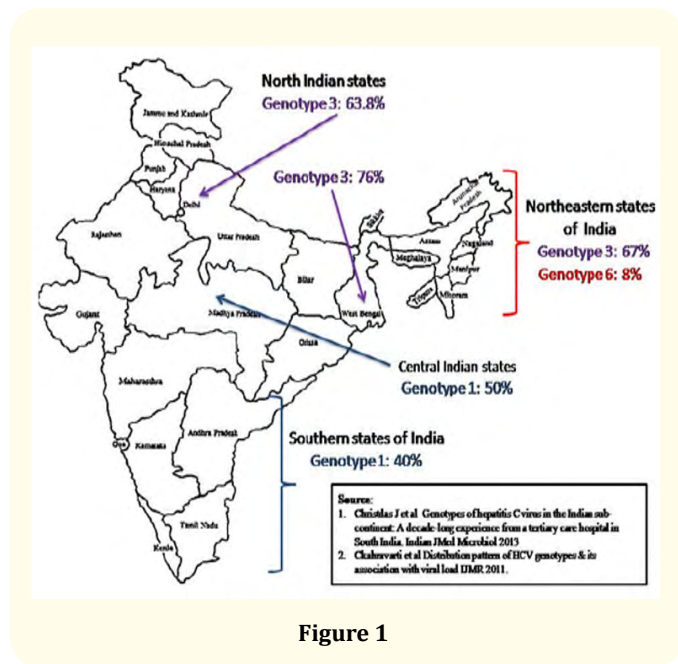 North Indian states
Genotype 3: 63.8%
Jammu and Kashmir
Himachal Pradesh
Punjab
Haryana
Delhi
Genotype 3: 76%
Arunachal
Pradesh
Northeastern states
of India
Genotype 3: 67%
Genotype 6: 8%
Rajasthan
Uttar Pradesh
Sikkim
Assam
Nagaland
Meghalaya
Manipur
Bihar
Tripura
Mizoram
Gujarat
Madhya Pradesh
West Bengal
Orissa
Central Indian states
Genotype 1: 50%
Maharashtra
Southern states of India
Genotype 1: 40%
Andhra Pradesh
Goa
Karnataka
Tamil Nadu
Kerala
Source:
1. Christdas J et al Genotypes of hepatitis C virus in the Indian sub-
continent: A decade-long experience from a tertiary care hospital in
South India. Indian J Med Microbiol 2013
2. Chakravarti et al Distribution pattern of HCV genotypes & its
association with viral load IJMR 2011.
Figure 1